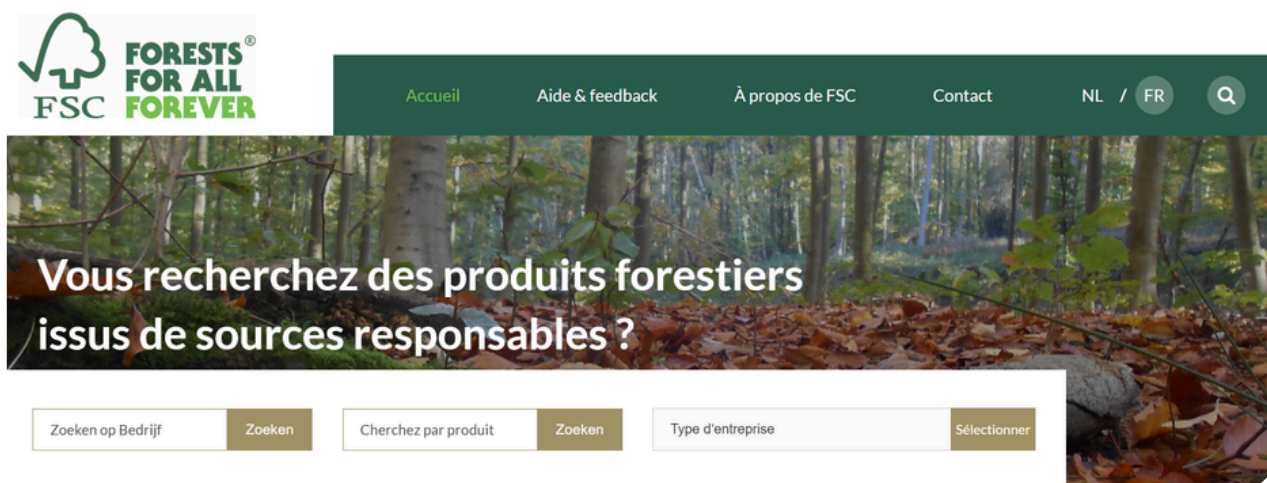 FORESTS®
FOR ALL
FOREVER
FSC
Accueil Aide & feedback À propos de FSC Contact NL / FR
Vous recherchez des produits forestiers
issus de sources responsables ?
Zoeken op Bedrijf Zoeken Cherchez par produit Zoeken Type d'entreprise Sélectionner